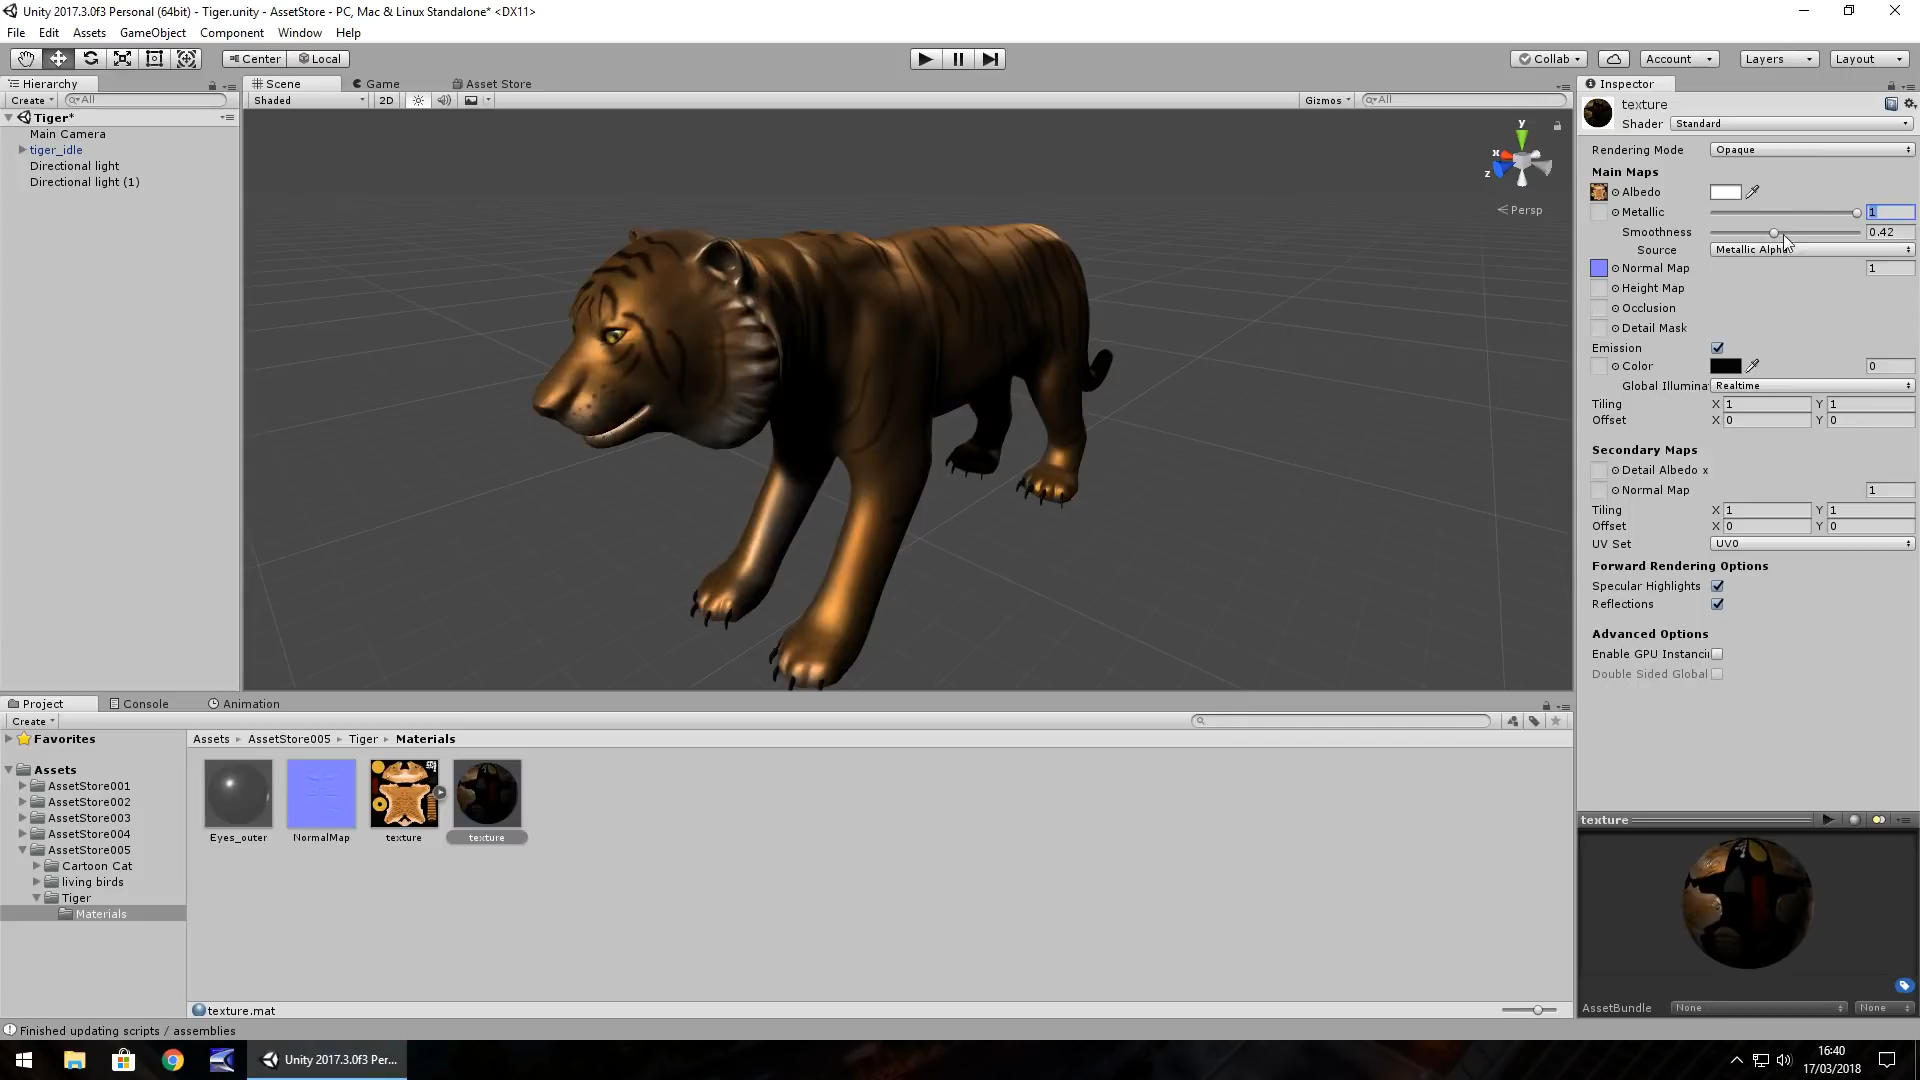 Unity 2017.3.0f3 Personal (64bit) - Tiger.unity - AssetStore - PC, Mac & Linux Standalone* <DX11>
File Edit Assets GameObject Component Window Help
Center Local Collab Account Layers Layout
Hierarchy
Create All
Tiger*
Main Camera
tiger_idle
Directional light
Directional light (1)
Scene Game Asset Store
Shaded 2D Gizmos All
y
x
z
Persp
Inspector
texture
Shader Standard
Rendering Mode Opaque
Main Maps
Albedo
Metallic 1
Smoothness 0.42
Source Metallic Alpha
Normal Map 1
Height Map
Occlusion
Detail Mask
Emission
Color 0
Global Illumina Realtime
Tiling X 1 Y 1
Offset X 0 Y 0
Secondary Maps
Detail Albedo x
Normal Map 1
Tiling X 1 Y 1
Offset X 0 Y 0
UV Set UV0
Forward Rendering Options
Specular Highlights
Reflections
Advanced Options
Enable GPU Instanci
Double Sided Global
Project Console Animation
Create
Favorites
Assets
AssetStore001
AssetStore002
AssetStore003
AssetStore004
AssetStore005
Cartoon Cat
living birds
Tiger
Materials
Assets AssetStore005 Tiger Materials
Eyes_outer NormalMap texture texture
texture.mat
texture
AssetBundle None None
Finished updating scripts / assemblies
Unity 2017.3.0f3 Per...
16:40
17/03/2018